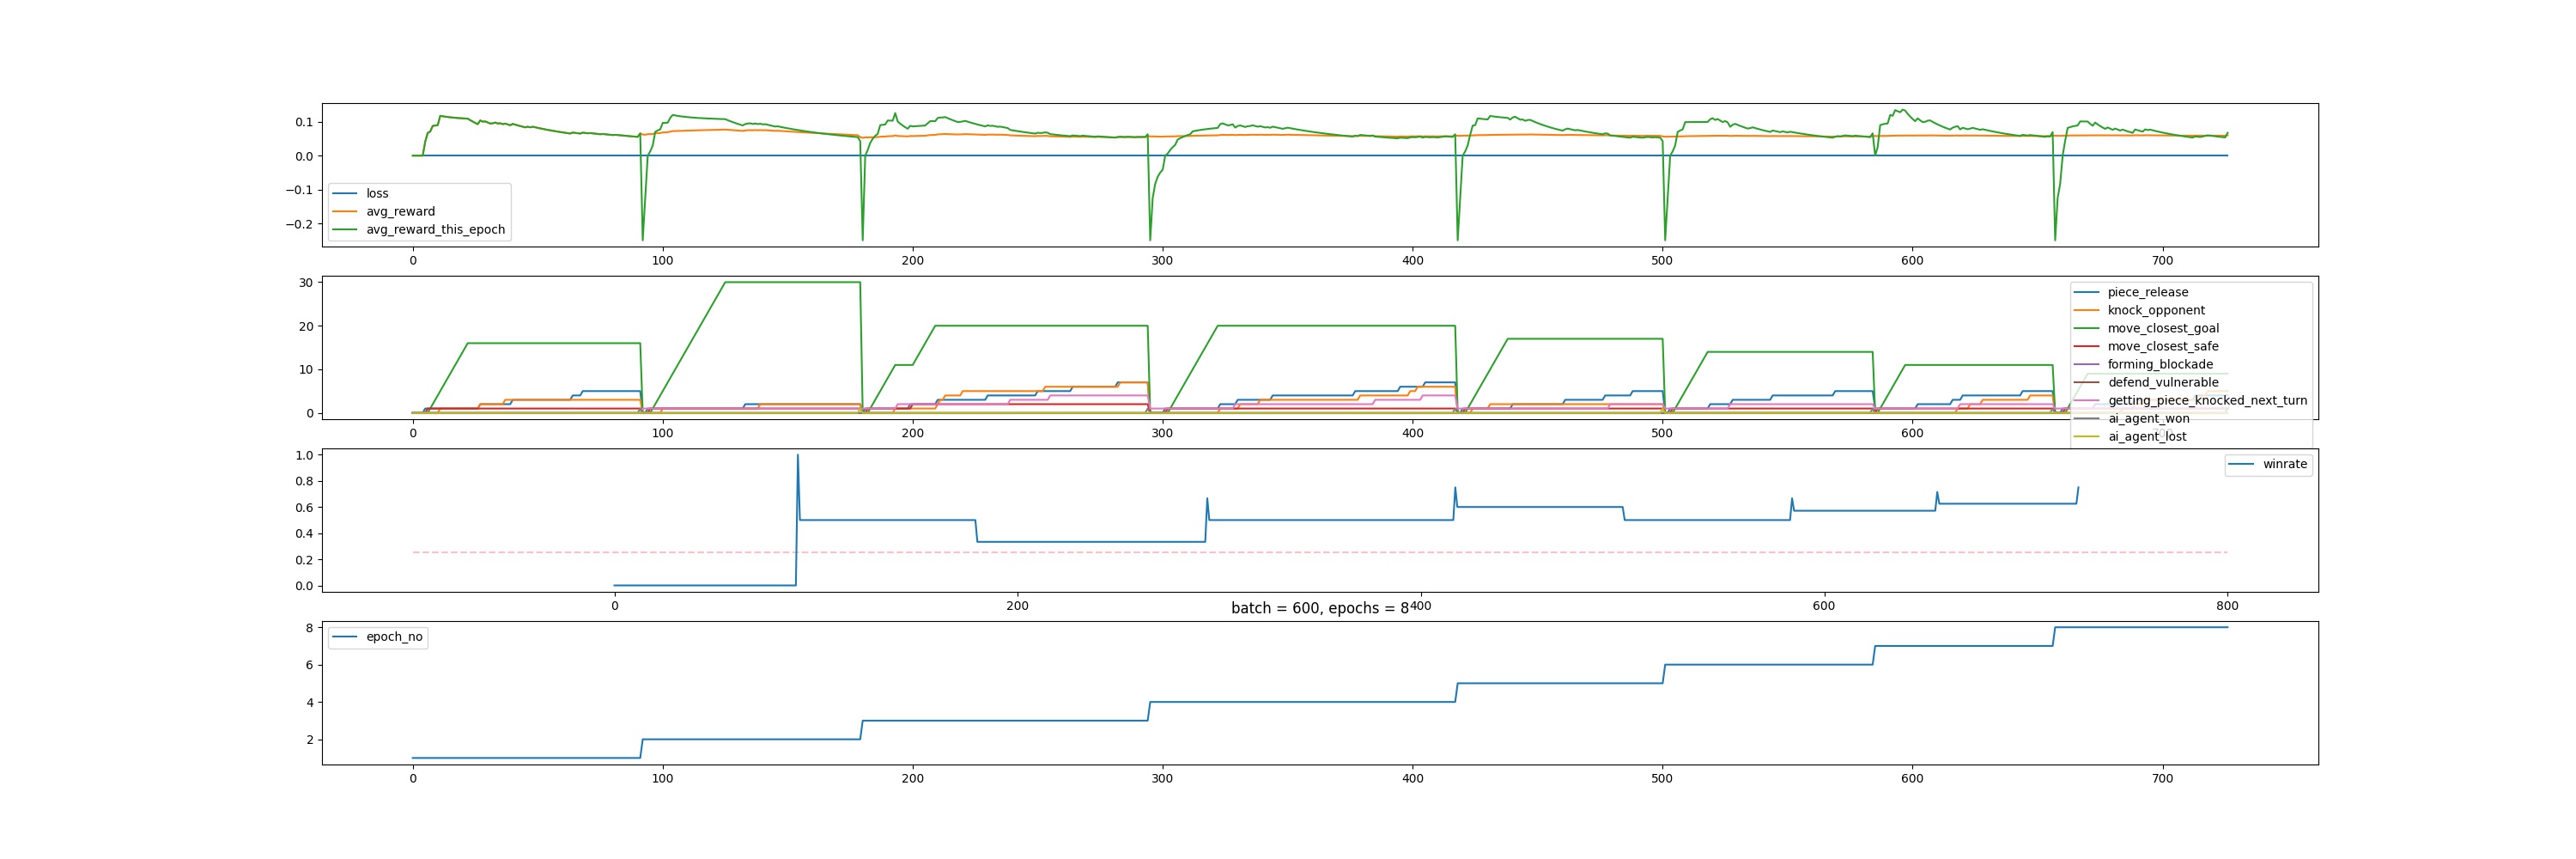 0.1
0.0
−0.1
−0.2
loss
avg_reward
avg_reward_this_epoch
0 100 200 300 400 500 600 700
30
20
10
0
piece_release
knock_opponent
move_closest_goal
move_closest_safe
forming_blockade
defend_vulnerable
getting_piece_knocked_next_turn
ai_agent_won
ai_agent_lost
0 100 200 300 400 500 600 700
1.0
0.8
0.6
0.4
0.2
0.0
winrate
0 200 400 600 800
batch = 600, epochs = 8
8
6
4
2
epoch_no
0 100 200 300 400 500 600 700